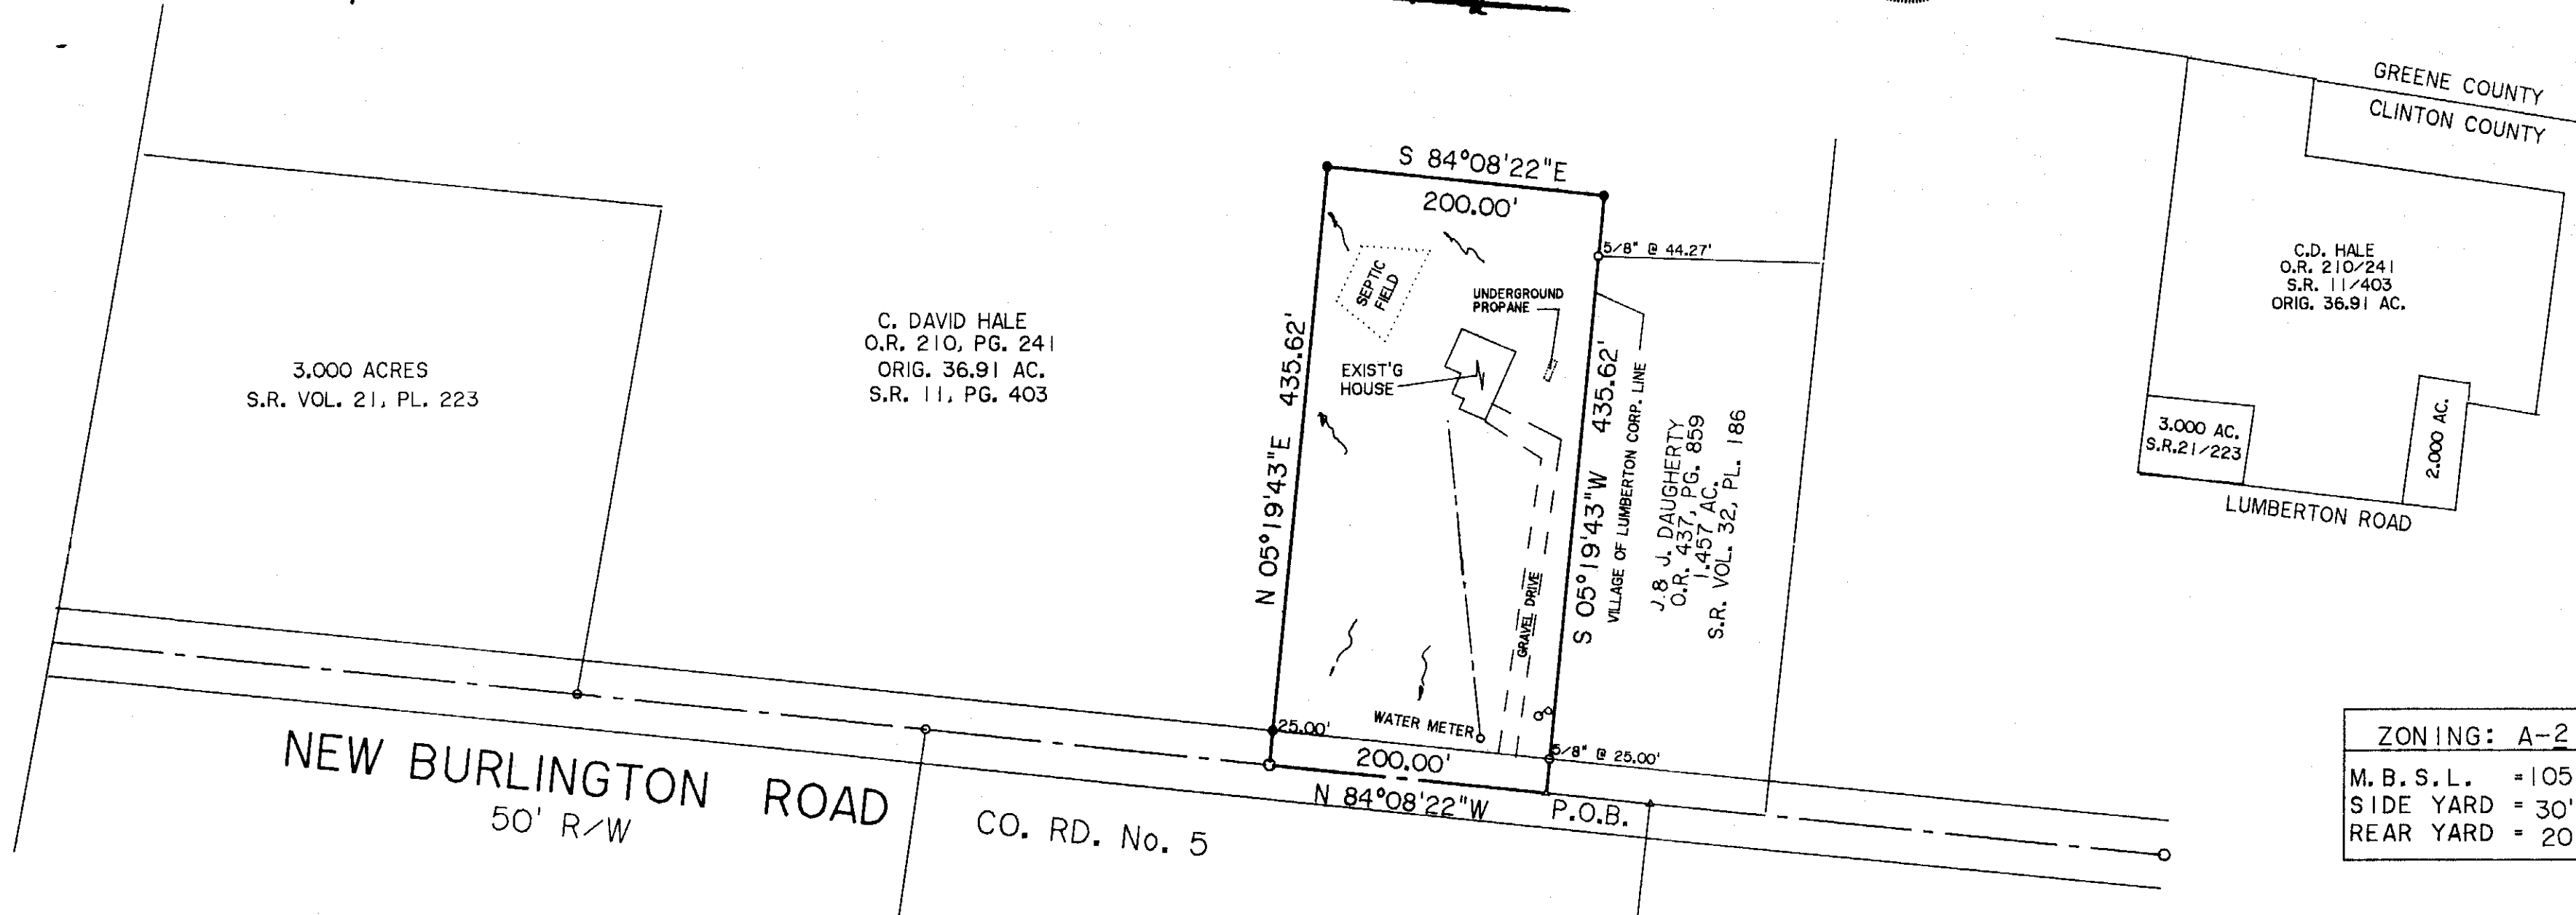 GREENE COUNTY
CLINTON COUNTY
S 84°08'22"E
200.00'
5/8" @ 44.27'
SEPTIC
FIELD
UNDERGROUND
PROPANE
EXIST'G
HOUSE
C.D. HALE
O.R. 210/241
S.R. 11/403
ORIG. 36.91 AC.
C. DAVID HALE
O.R. 210, PG. 241
ORIG. 36.91 AC.
S.R. 11, PG. 403
3.000 ACRES
S.R. VOL. 21, PL. 223
N 05°19'43"E 435.62'
S 05°19'43"W 435.62'
VILLAGE OF LUMBERTON CORP. LINE
J. & J. DAUGHERTY
O.R. 437, PG. 859
1.457 AC.
S.R. VOL. 32, PL. 186
3.000 AC.
S.R.21/223
2.000 AC.
LUMBERTON ROAD
GRAVEL DRIVE
25.00'
WATER METER
5/8" @ 25.00'
200.00'
N 84°08'22"W
P.O.B.
NEW BURLINGTON ROAD
50' R/W
CO. RD. No. 5
ZONING: A-2
M.B.S.L. =105
SIDE YARD = 30'
REAR YARD = 20